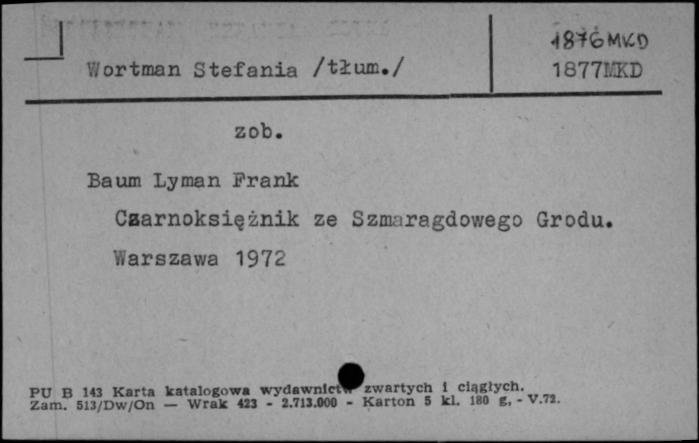 1876MKD
Wortman Stefania /tłum./ 1877MKD
zob.
Baum Lyman Frank
Czarnoksiężnik ze Szmaragdowego Grodu.
Warszawa 1972
PU B 143 Karta katalogowa wydawnictw zwartych i ciągłych.
Zam. 513/Dw/On — Wrak 423 - 2.713.000 - Karton 5 kl. 180 g, - V.72.